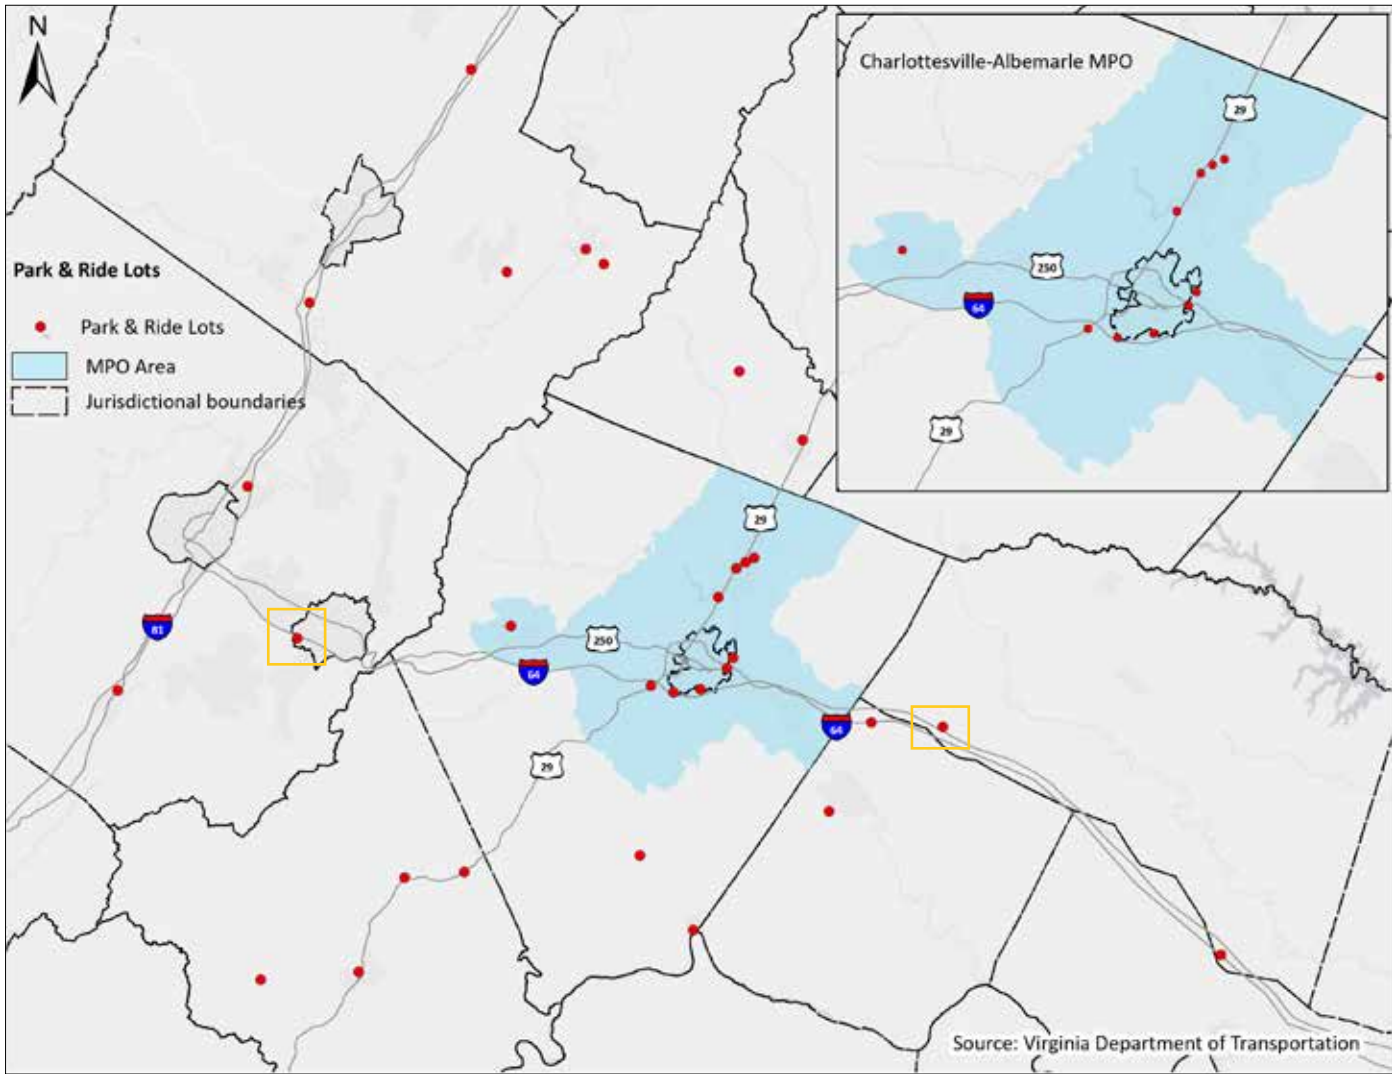 N
Charlottesville-Albemarle MPO
29
250
64
29
Park & Ride Lots
Park & Ride Lots
MPO Area
Jurisdictional boundaries
29
81
250
64
64
29
Source: Virginia Department of Transportation